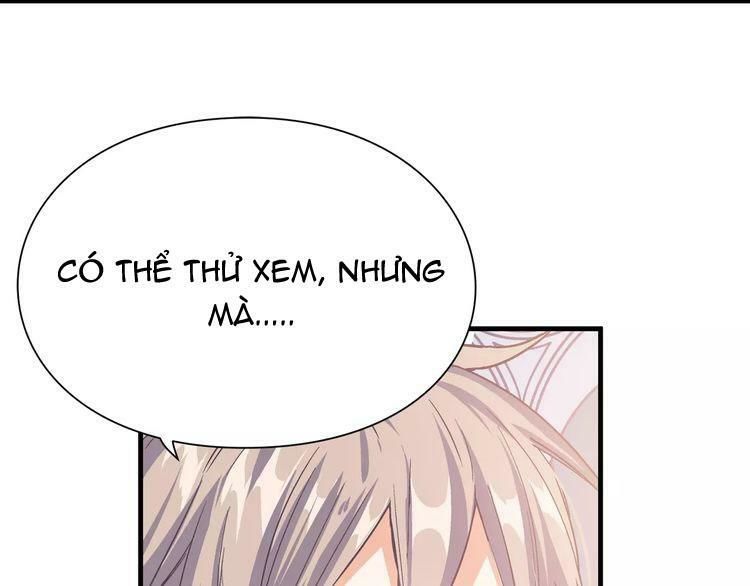 CÓ THỂ THỬ XEM, NHƯNG
MÀ.....